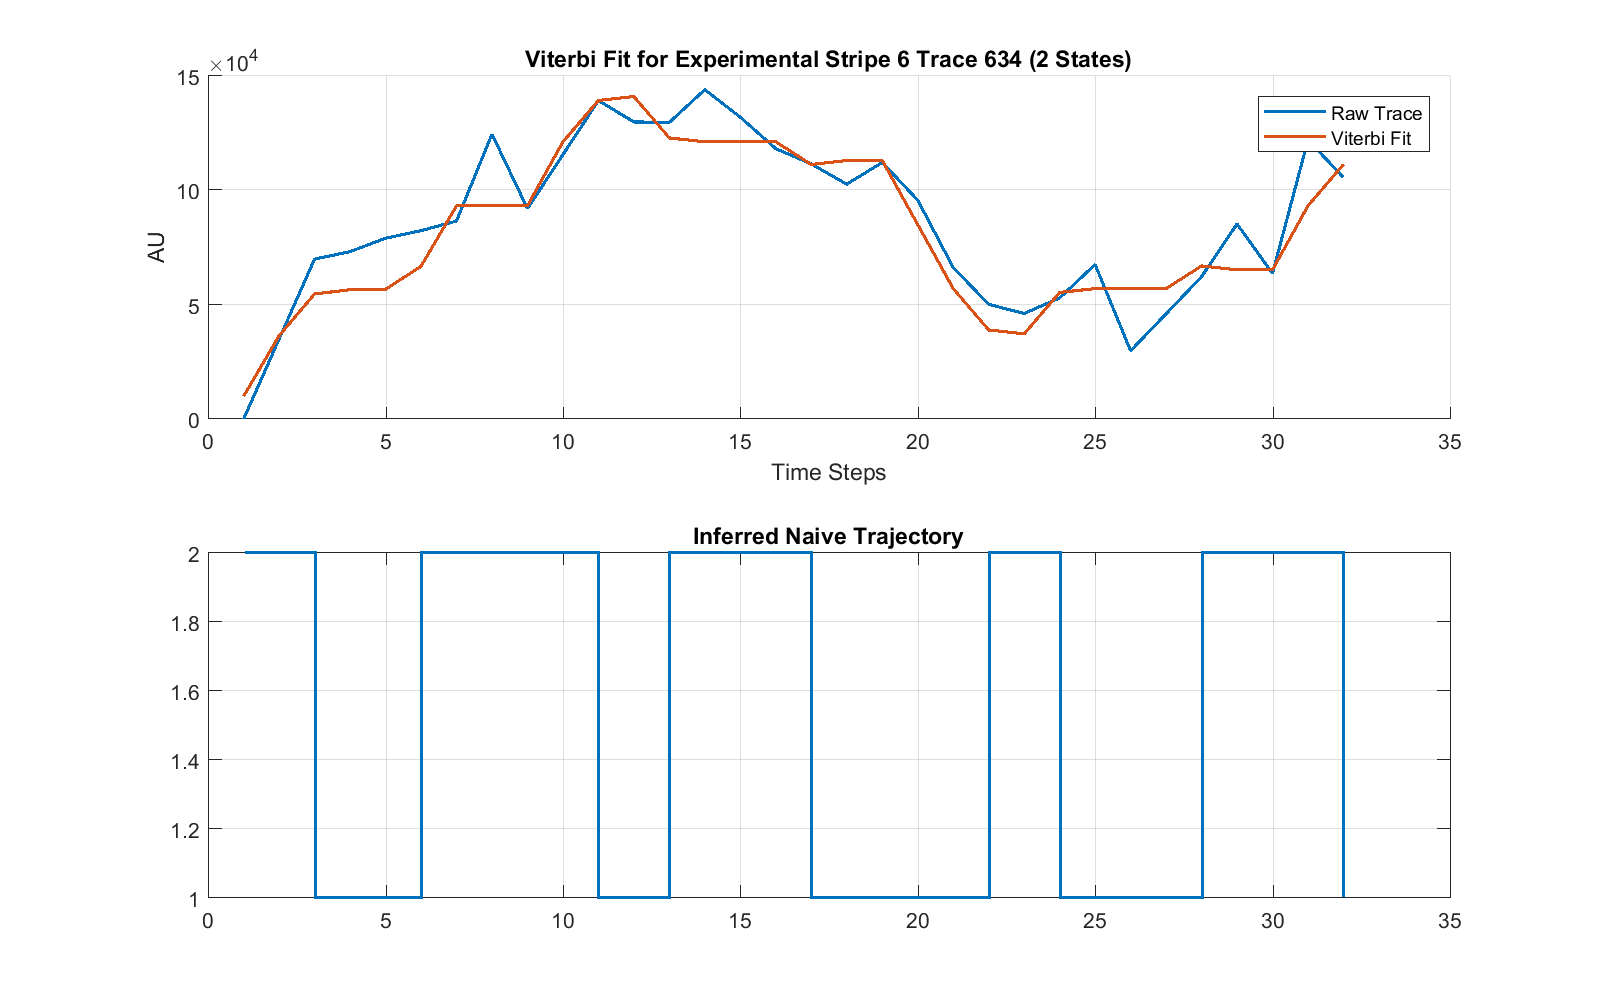 Viterbi Fit for Experimental Stripe 6 Trace 634 (2 States)
×10⁴
15
10
5
0
AU
Raw Trace
Viterbi Fit
0 5 10 15 20 25 30 35
Time Steps
Inferred Naive Trajectory
2
1.8
1.6
1.4
1.2
1
0 5 10 15 20 25 30 35